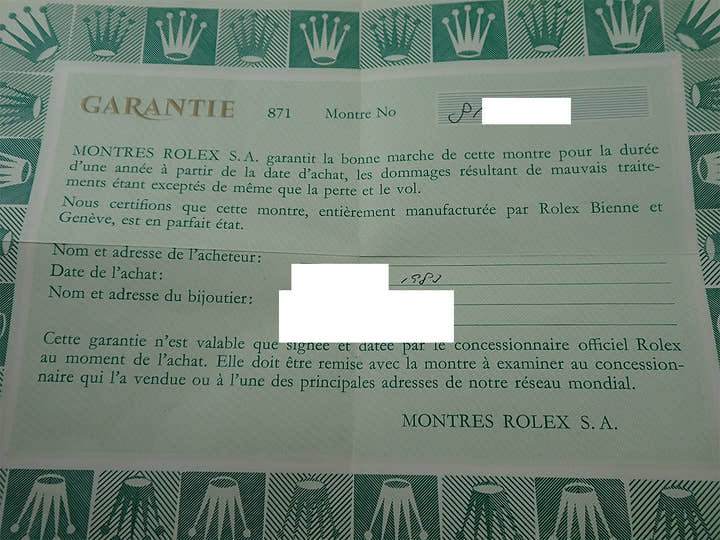 GARANTIE 871 Montre No 81
MONTRES ROLEX S.A. garantit la bonne marche de cette montre pour la durée
d'une année à partir de la date d'achat, les dommages résultant de mauvais traite-
ments étant exceptés de même que la perte et le vol.
Nous certifions que cette montre, entièrement manufacturée par Rolex Bienne et
Genève, est en parfait état.
Nom et adresse de l'acheteur:
Date de l'achat:
Nom et adresse du bijoutier:
Cette garantie n'est valable que signée et datée par le concessionnaire officiel Rolex
au moment de l'achat. Elle doit être remise avec la montre à examiner au concession-
naire qui l'a vendue ou à l'une des principales adresses de notre réseau mondial.
MONTRES ROLEX S.A.